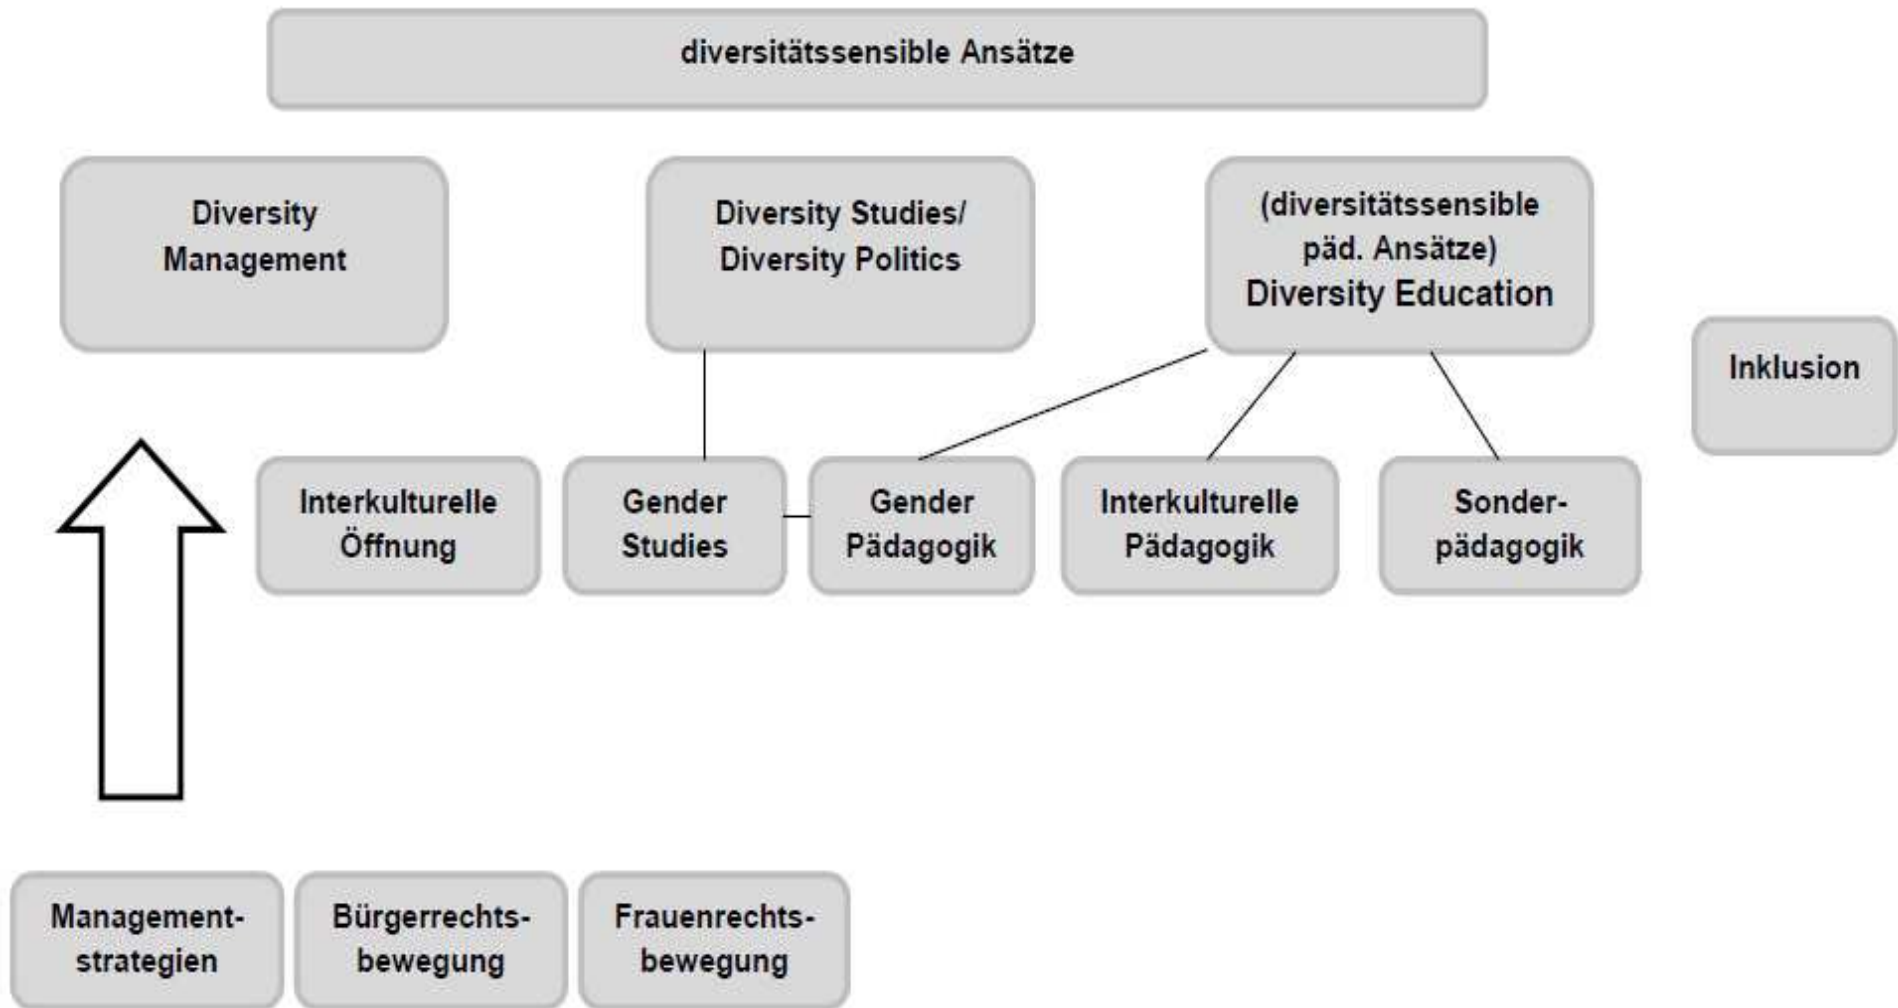 diversitätssensible Ansätze
Diversity
Management
Diversity Studies/
Diversity Politics
(diversitätssensible
päd. Ansätze)
Diversity Education
Inklusion
Interkulturelle
Öffnung
Gender
Studies
Gender
Pädagogik
Interkulturelle
Pädagogik
Sonder-
pädagogik
Management-
strategien
Bürgerrechts-
bewegung
Frauenrechts-
bewegung